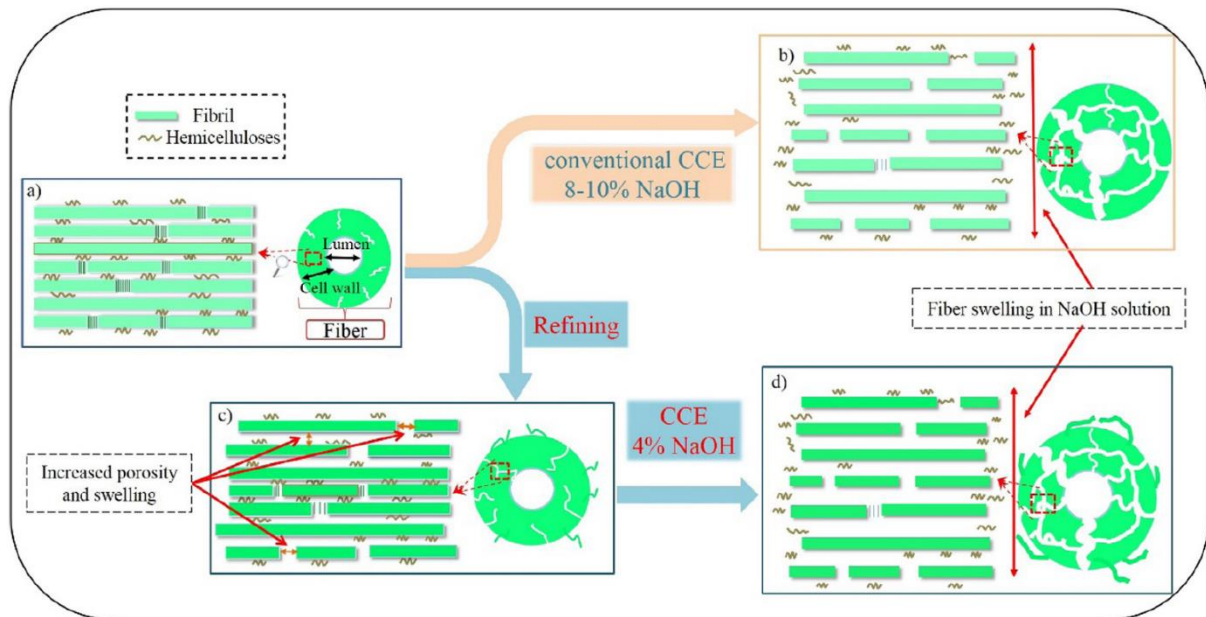 Fibril
Hemicelluloses
a)
Lumen
Cell wall
Fiber
conventional CCE
8-10% NaOH
b)
Refining
Fiber swelling in NaOH solution
c)
Increased porosity
and swelling
CCE
4% NaOH
d)